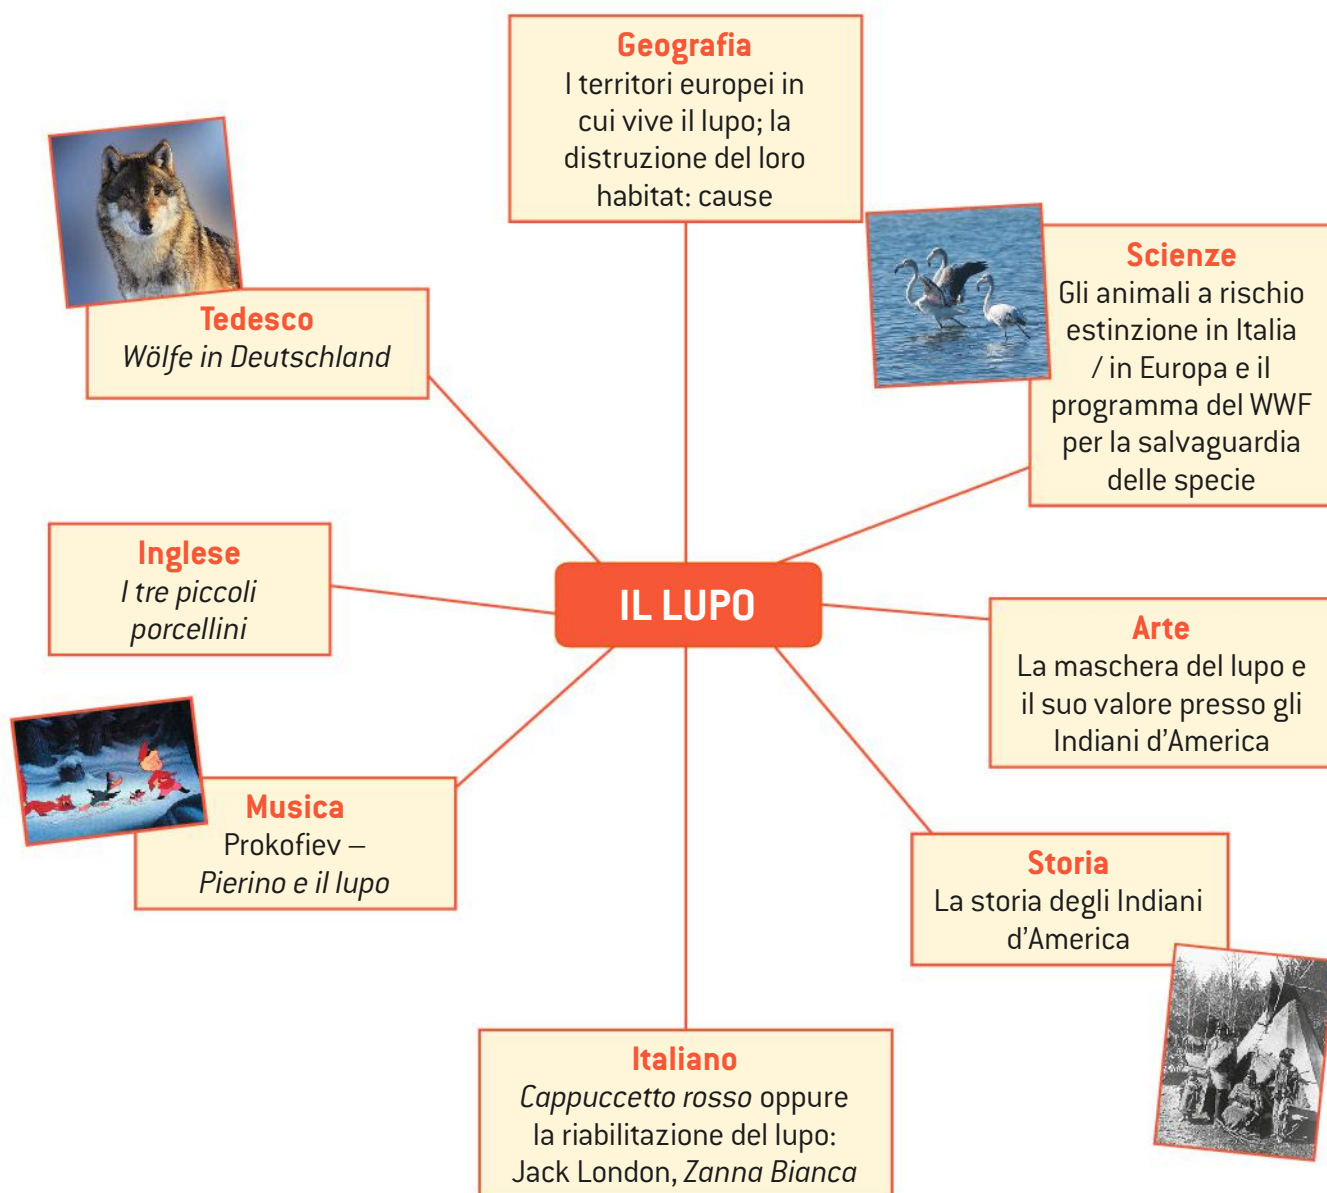 Geografia
I territori europei in
cui vive il lupo; la
distruzione del loro
habitat: cause
Tedesco
Wölfe in Deutschland
Scienze
Gli animali a rischio
estinzione in Italia
/ in Europa e il
programma del WWF
per la salvaguardia
delle specie
Inglese
I tre piccoli
porcellini
IL LUPO
Arte
La maschera del lupo e
il suo valore presso gli
Indiani d'America
Musica
Prokofiev –
Pierino e il lupo
Storia
La storia degli Indiani
d'America
Italiano
Cappuccetto rosso oppure
la riabilitazione del lupo:
Jack London, Zanna Bianca